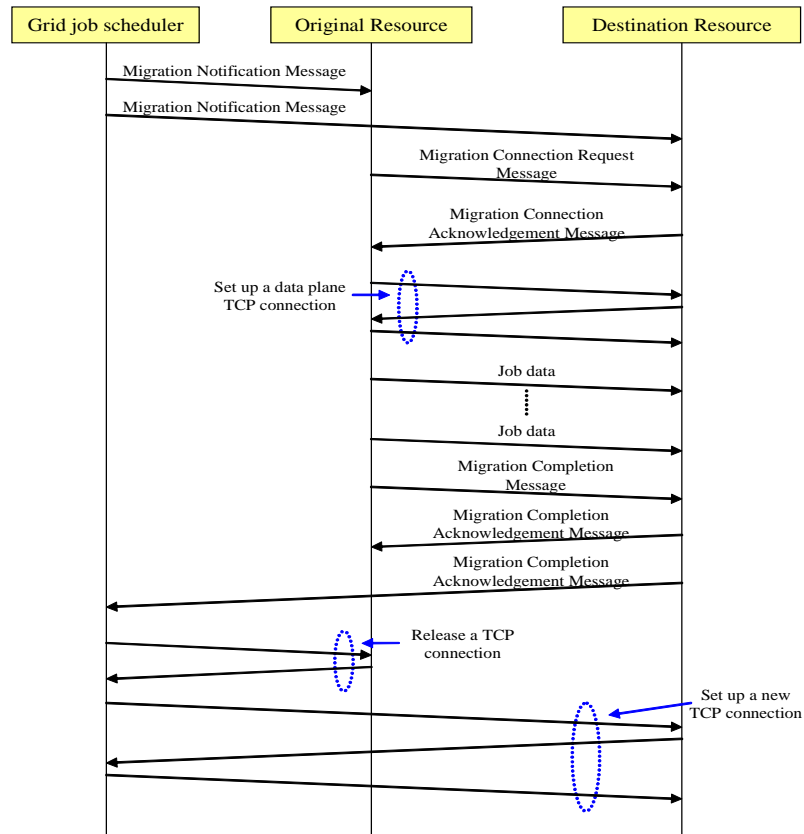 Grid job scheduler
Original Resource
Destination Resource
Migration Notification Message
Migration Notification Message
Migration Connection Request
Message
Migration Connection
Acknowledgement Message
Set up a data plane
TCP connection
Job data
Job data
Migration Completion
Message
Migration Completion
Acknowledgement Message
Migration Completion
Acknowledgement Message
Release a TCP
connection
Set up a new
TCP connection